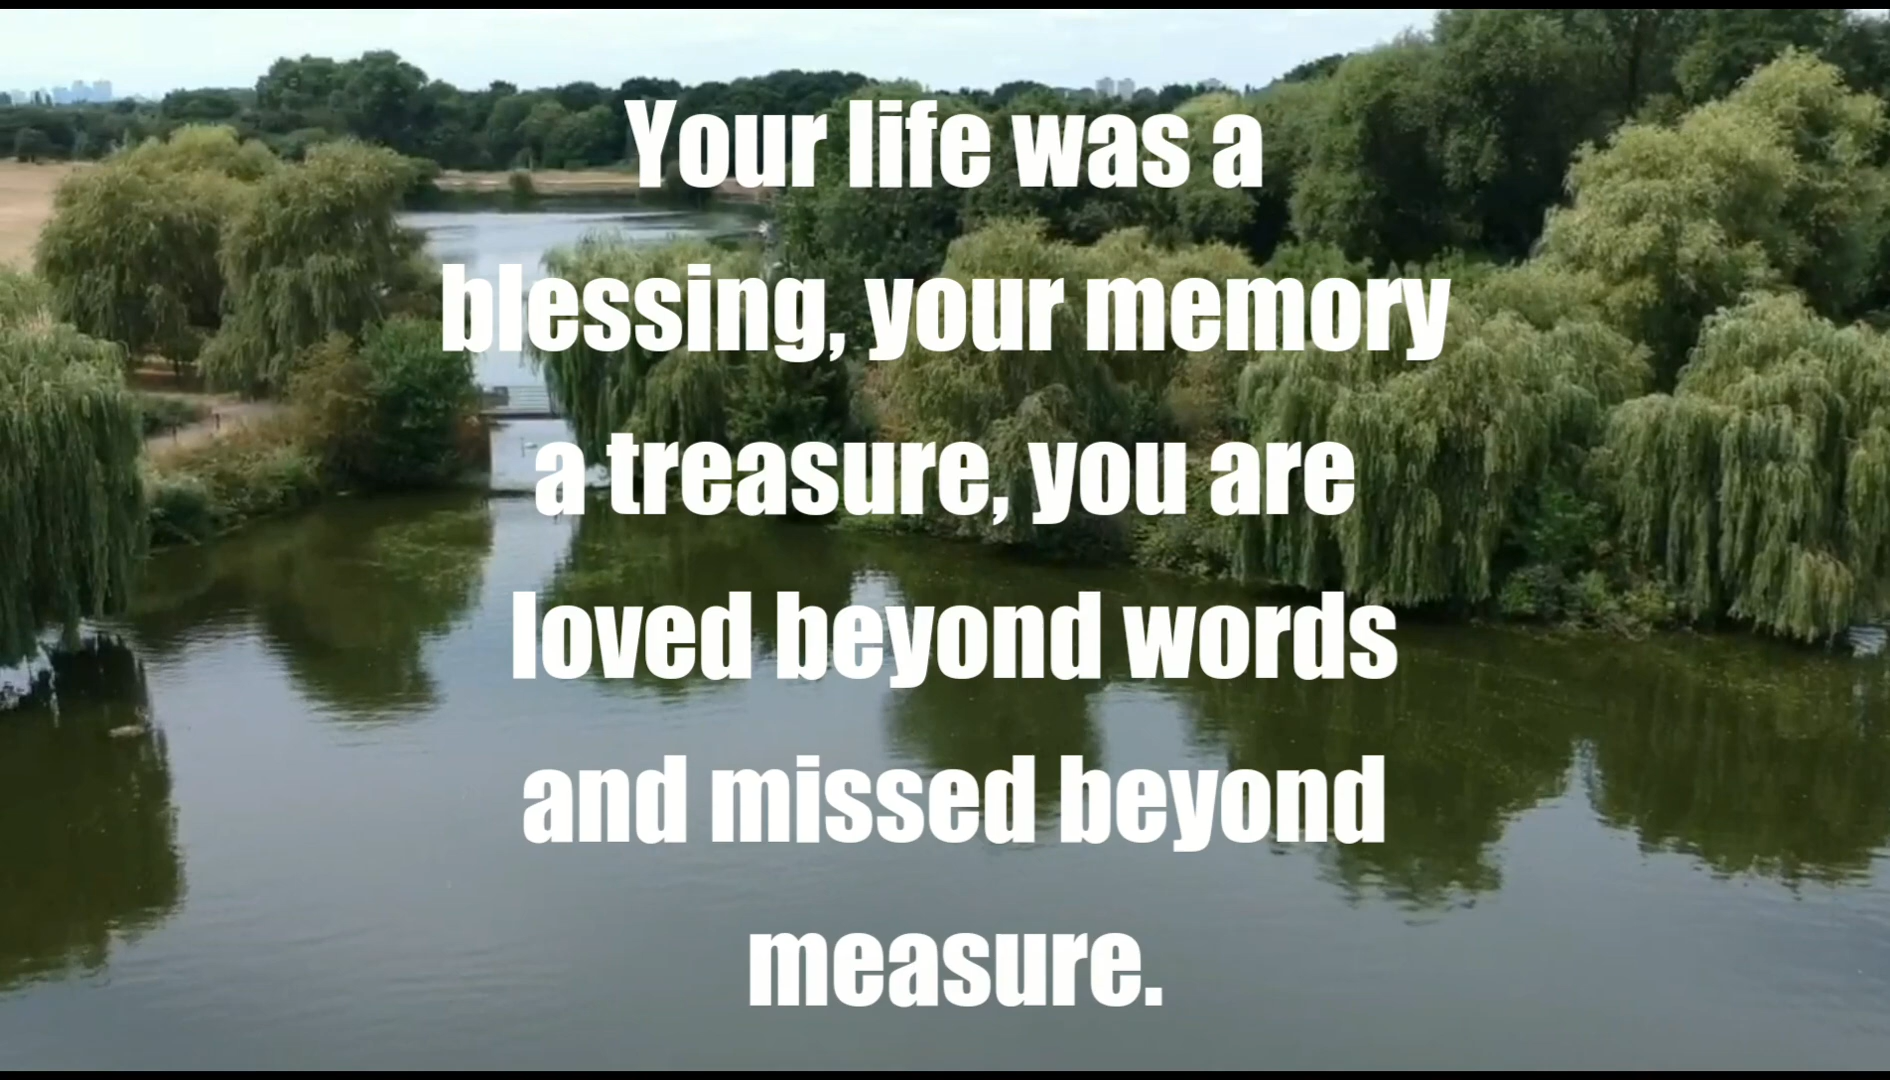 Your life was a
blessing, your memory
a treasure, you are
loved beyond words
and missed beyond
measure.